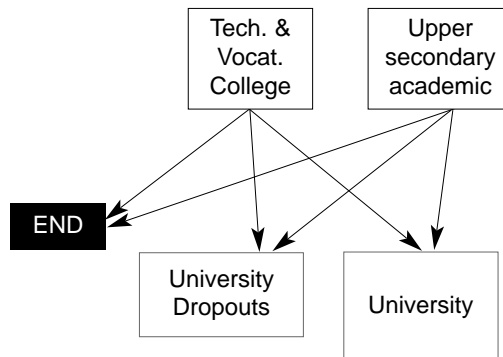 Tech. &
Vocat.
College
Upper
secondary
academic
END
University
Dropouts
University